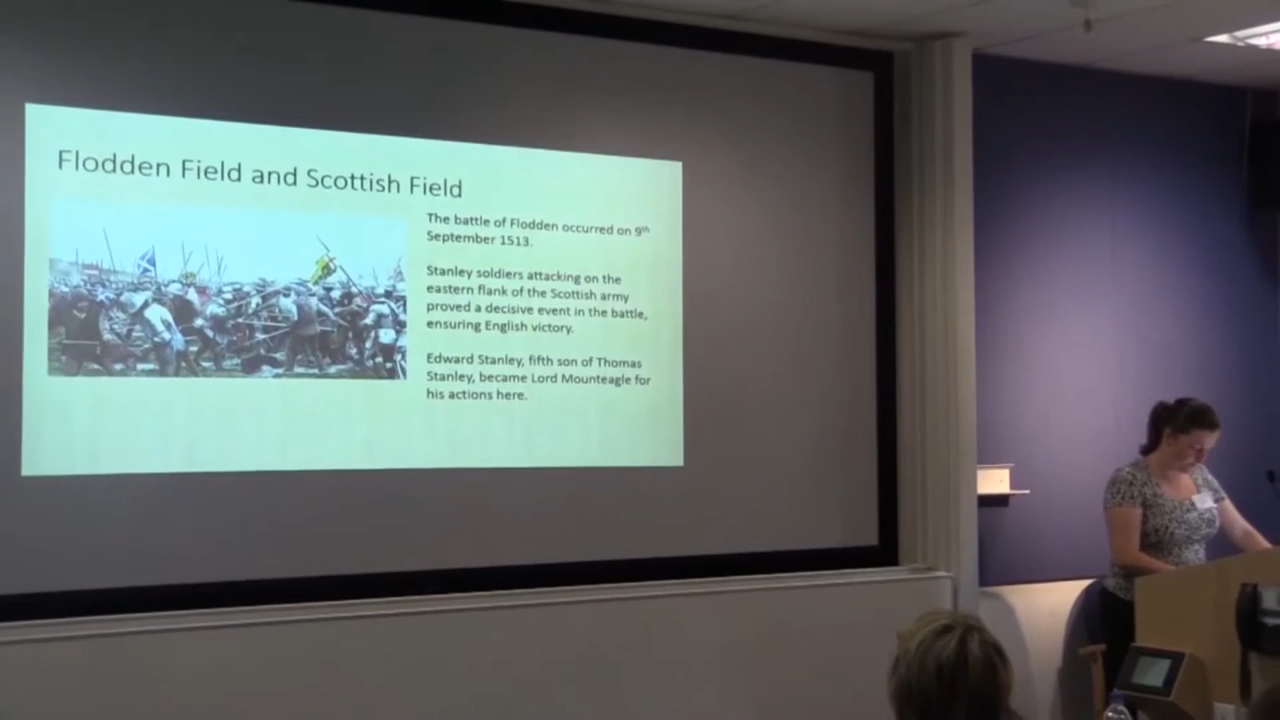 Flodden Field and Scottish Field
The battle of Flodden occurred on 9th
September 1513.
Stanley soldiers attacking on the
eastern flank of the Scottish army
proved a decisive event in the battle,
ensuring English victory.
Edward Stanley, fifth son of Thomas
Stanley, became Lord Mounteagle for
his actions here.